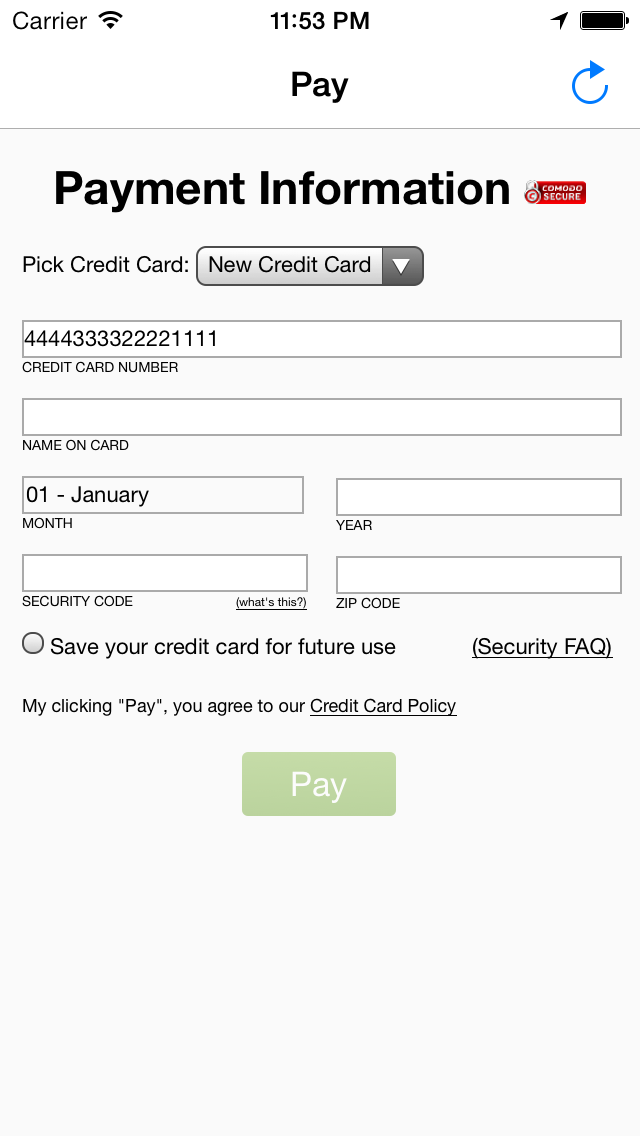 Carrier 11:53 PM
Pay
Payment Information COMODO SECURE
Pick Credit Card: New Credit Card
4444333322221111
CREDIT CARD NUMBER
NAME ON CARD
01 - January
MONTH YEAR
SECURITY CODE (what's this?) ZIP CODE
Save your credit card for future use (Security FAQ)
My clicking "Pay", you agree to our Credit Card Policy
Pay